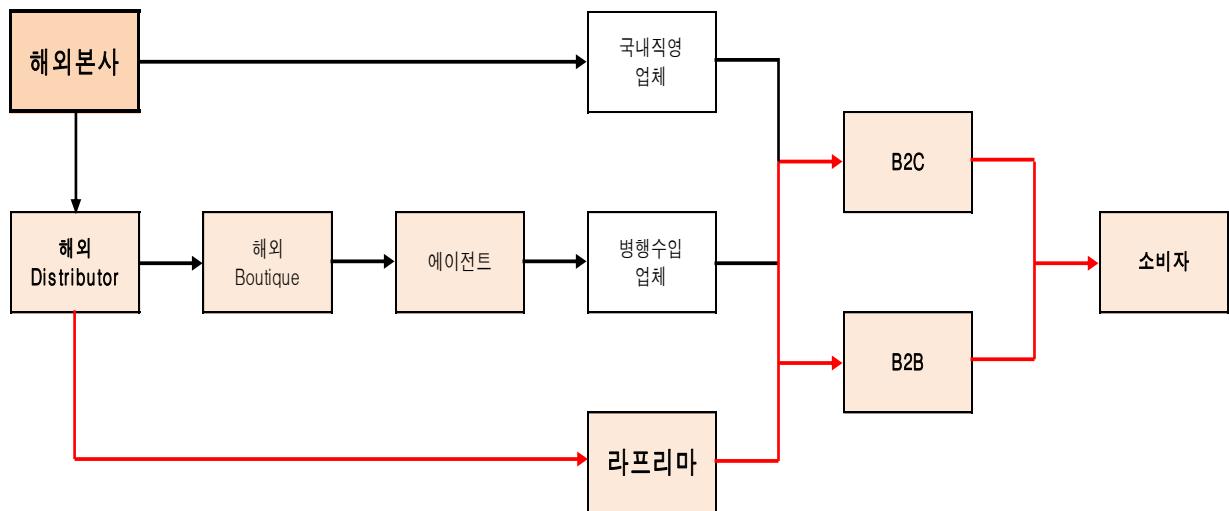 해외본사
국내직영
업체
B2C
해외
Distributor
해외
Boutique
에이전트
병행수입
업체
소비자
B2B
라프리마